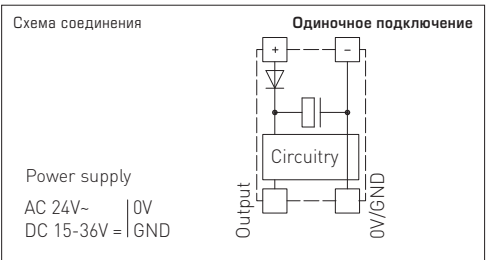 Схема соединения
Одиночное подключение
+ −
Circuitry
Power supply
AC 24V~ | 0V
DC 15-36V = | GND
Output
0V/GND